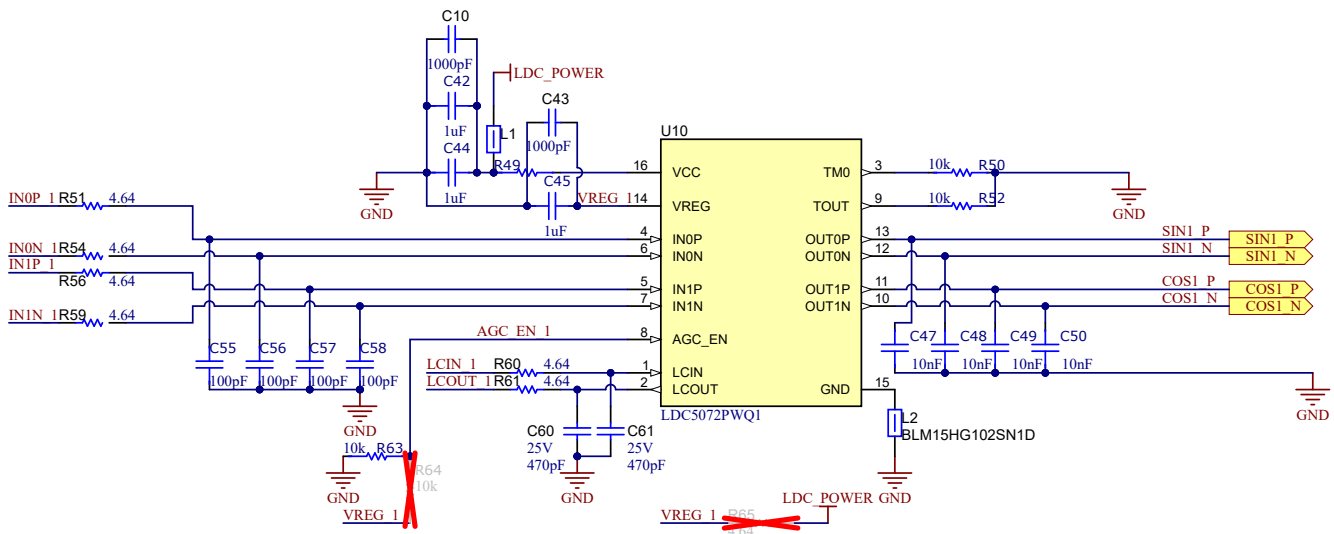 C10
1000pF
C42
1uF
C44
1uF
LDC_POWER
L1
C43
1000pF
R49
C45
1uF
VREG_1
GND
U10
16
VCC
14
VREG
4
IN0P
6
IN0N
5
IN1P
7
IN1N
8
AGC_EN
1
LCIN
2
LCOUT
TM0
3
TOUT
9
OUT0P
13
OUT0N
12
OUT1P
11
OUT1N
10
GND
15
LDC5072PWQ1
10k
R50
10k
R52
GND
IN0P_1
R51
4.64
IN0N_1
R54
4.64
IN1P_1
R56
4.64
IN1N_1
R59
4.64
C55
100pF
C56
100pF
C57
100pF
C58
100pF
GND
AGC_EN_1
LCIN_1
R60
4.64
LCOUT_1
R61
4.64
C60
25V
470pF
C61
25V
470pF
GND
SIN1_P
SIN1_P
SIN1_N
SIN1_N
COS1_P
COS1_P
COS1_N
COS1_N
C47
10nF
C48
10nF
C49
10nF
C50
10nF
GND
L2
BLM15HG102SN1D
GND
10k
R63
GND
R64
10k
VREG_1
VREG_1
R65
4.64
LDC_POWER